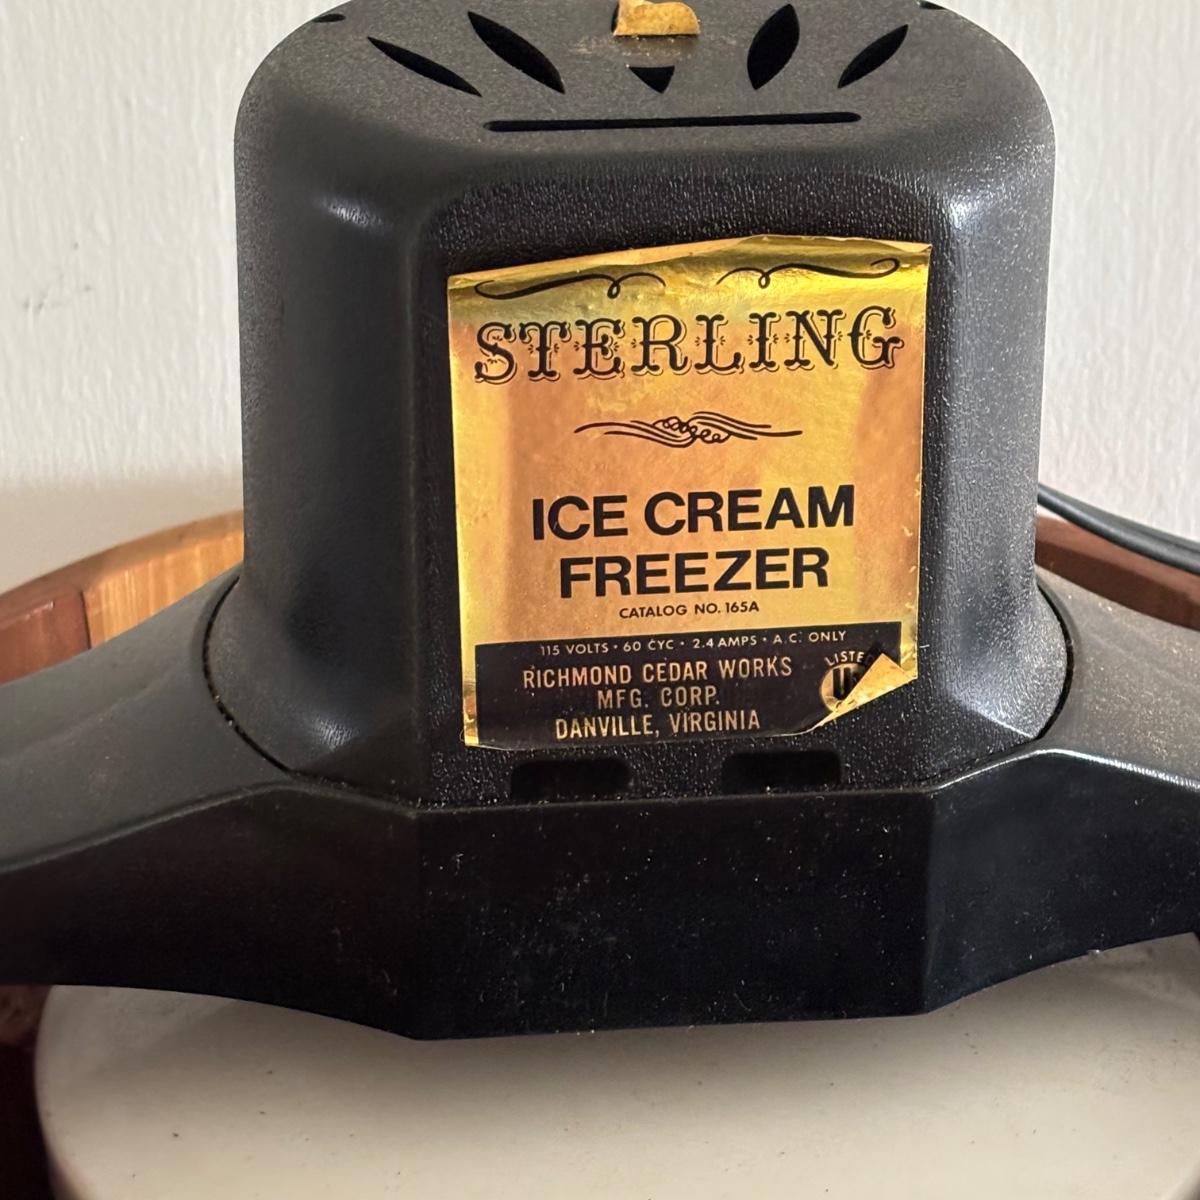 STERLING
ICE CREAM
FREEZER
CATALOG NO. 165A
115 VOLTS • 60 CYC • 2.4 AMPS • A.C. ONLY
RICHMOND CEDAR WORKS
MFG. CORP.
DANVILLE, VIRGINIA